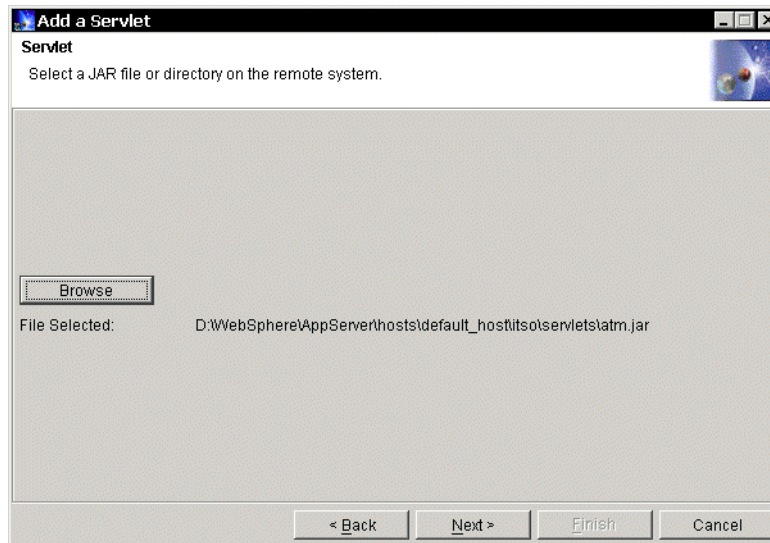 Add a Servlet
Servlet
Select a JAR file or directory on the remote system.
Browse
File Selected: D:\WebSphere\AppServer\hosts\default_host\itso\servlets\atm.jar
< Back Next > Finish Cancel